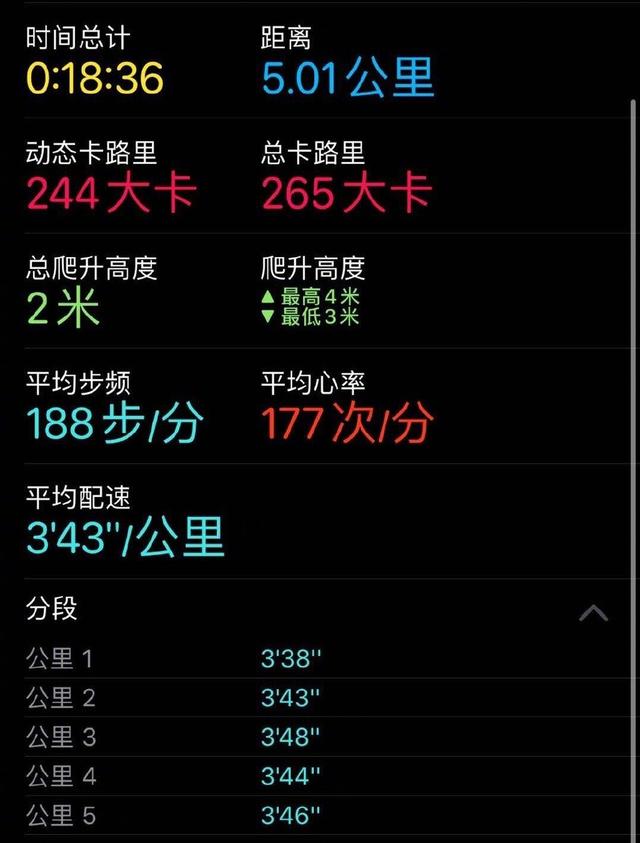 时间总计 距离
0:18:36 5.01公里
动态卡路里 总卡路里
244大卡 265大卡
总爬升高度 爬升高度
2米 ▲ 最高4米
▼ 最低3米
平均步频 平均心率
188步/分 177次/分
平均配速
3'43"/公里
分段
公里 1 3'38"
公里 2 3'43"
公里 3 3'48"
公里 4 3'44"
公里 5 3'46"